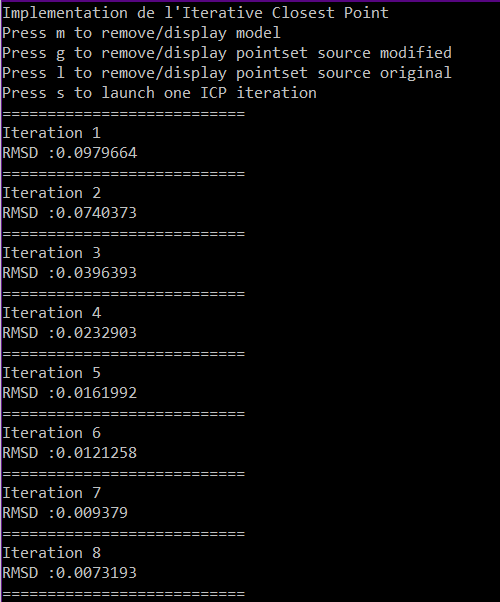 Implementation de l'Iterative Closest Point
Press m to remove/display model
Press g to remove/display pointset source modified
Press l to remove/display pointset source original
Press s to launch one ICP iteration
===========================
Iteration 1
RMSD :0.0979664
===========================
Iteration 2
RMSD :0.0740373
===========================
Iteration 3
RMSD :0.0396393
===========================
Iteration 4
RMSD :0.0232903
===========================
Iteration 5
RMSD :0.0161992
===========================
Iteration 6
RMSD :0.0121258
===========================
Iteration 7
RMSD :0.009379
===========================
Iteration 8
RMSD :0.0073193
===========================